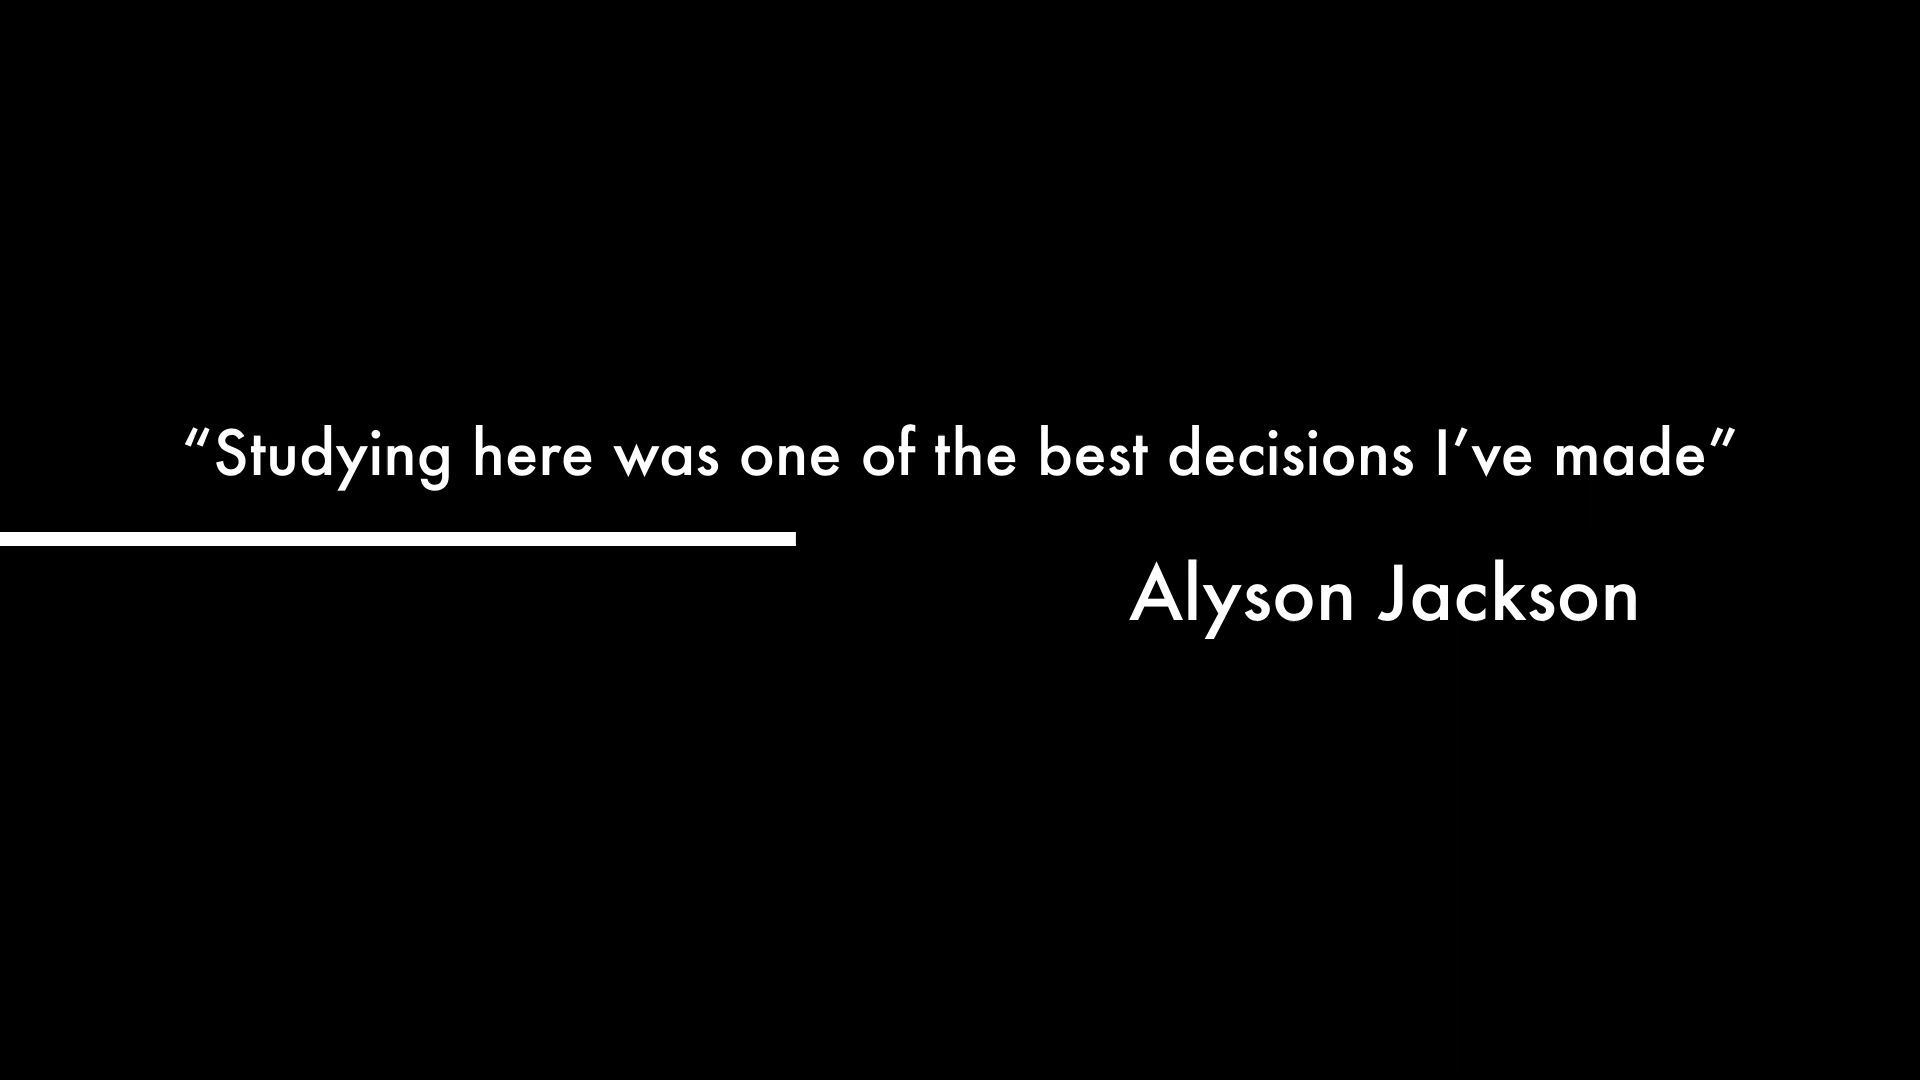 “Studying here was one of the best decisions I’ve made”
Alyson Jackson